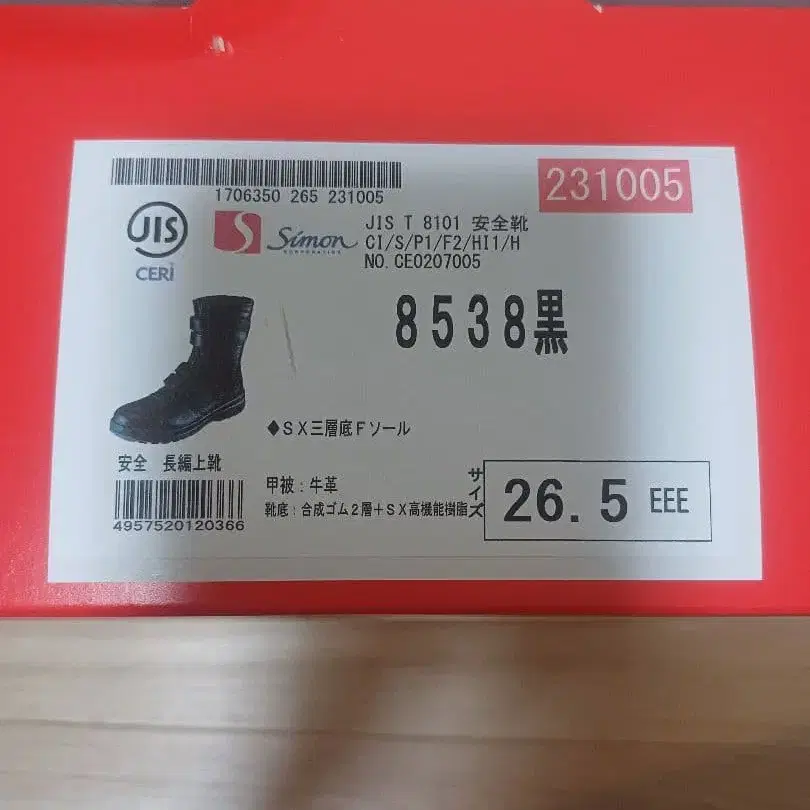 1706350 265 231005
231005
JIS
CERI
S Simon
CORPORATION
JIS T 8101 安全靴
CI/S/P1/F2/HI1/H
NO.CE0207005
8538黒
◆SX三層底Fソール
安全 長編上靴
4957520120366
甲被:牛革
靴底:合成ゴム2層+SX高機能樹脂
サイズ
26.5 EEE